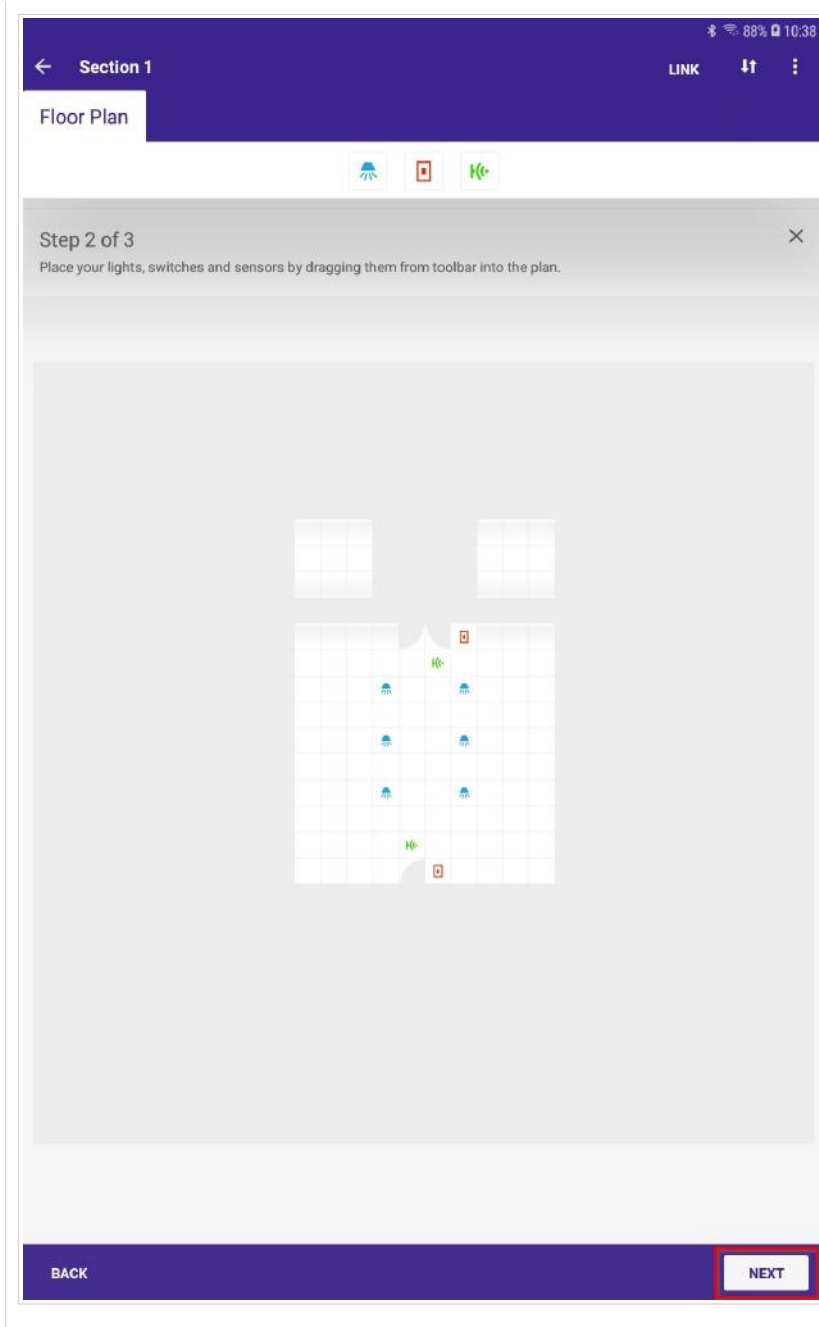 88% 10:38
Section 1 LINK
Floor Plan
Step 2 of 3
Place your lights, switches and sensors by dragging them from toolbar into the plan.
BACK NEXT